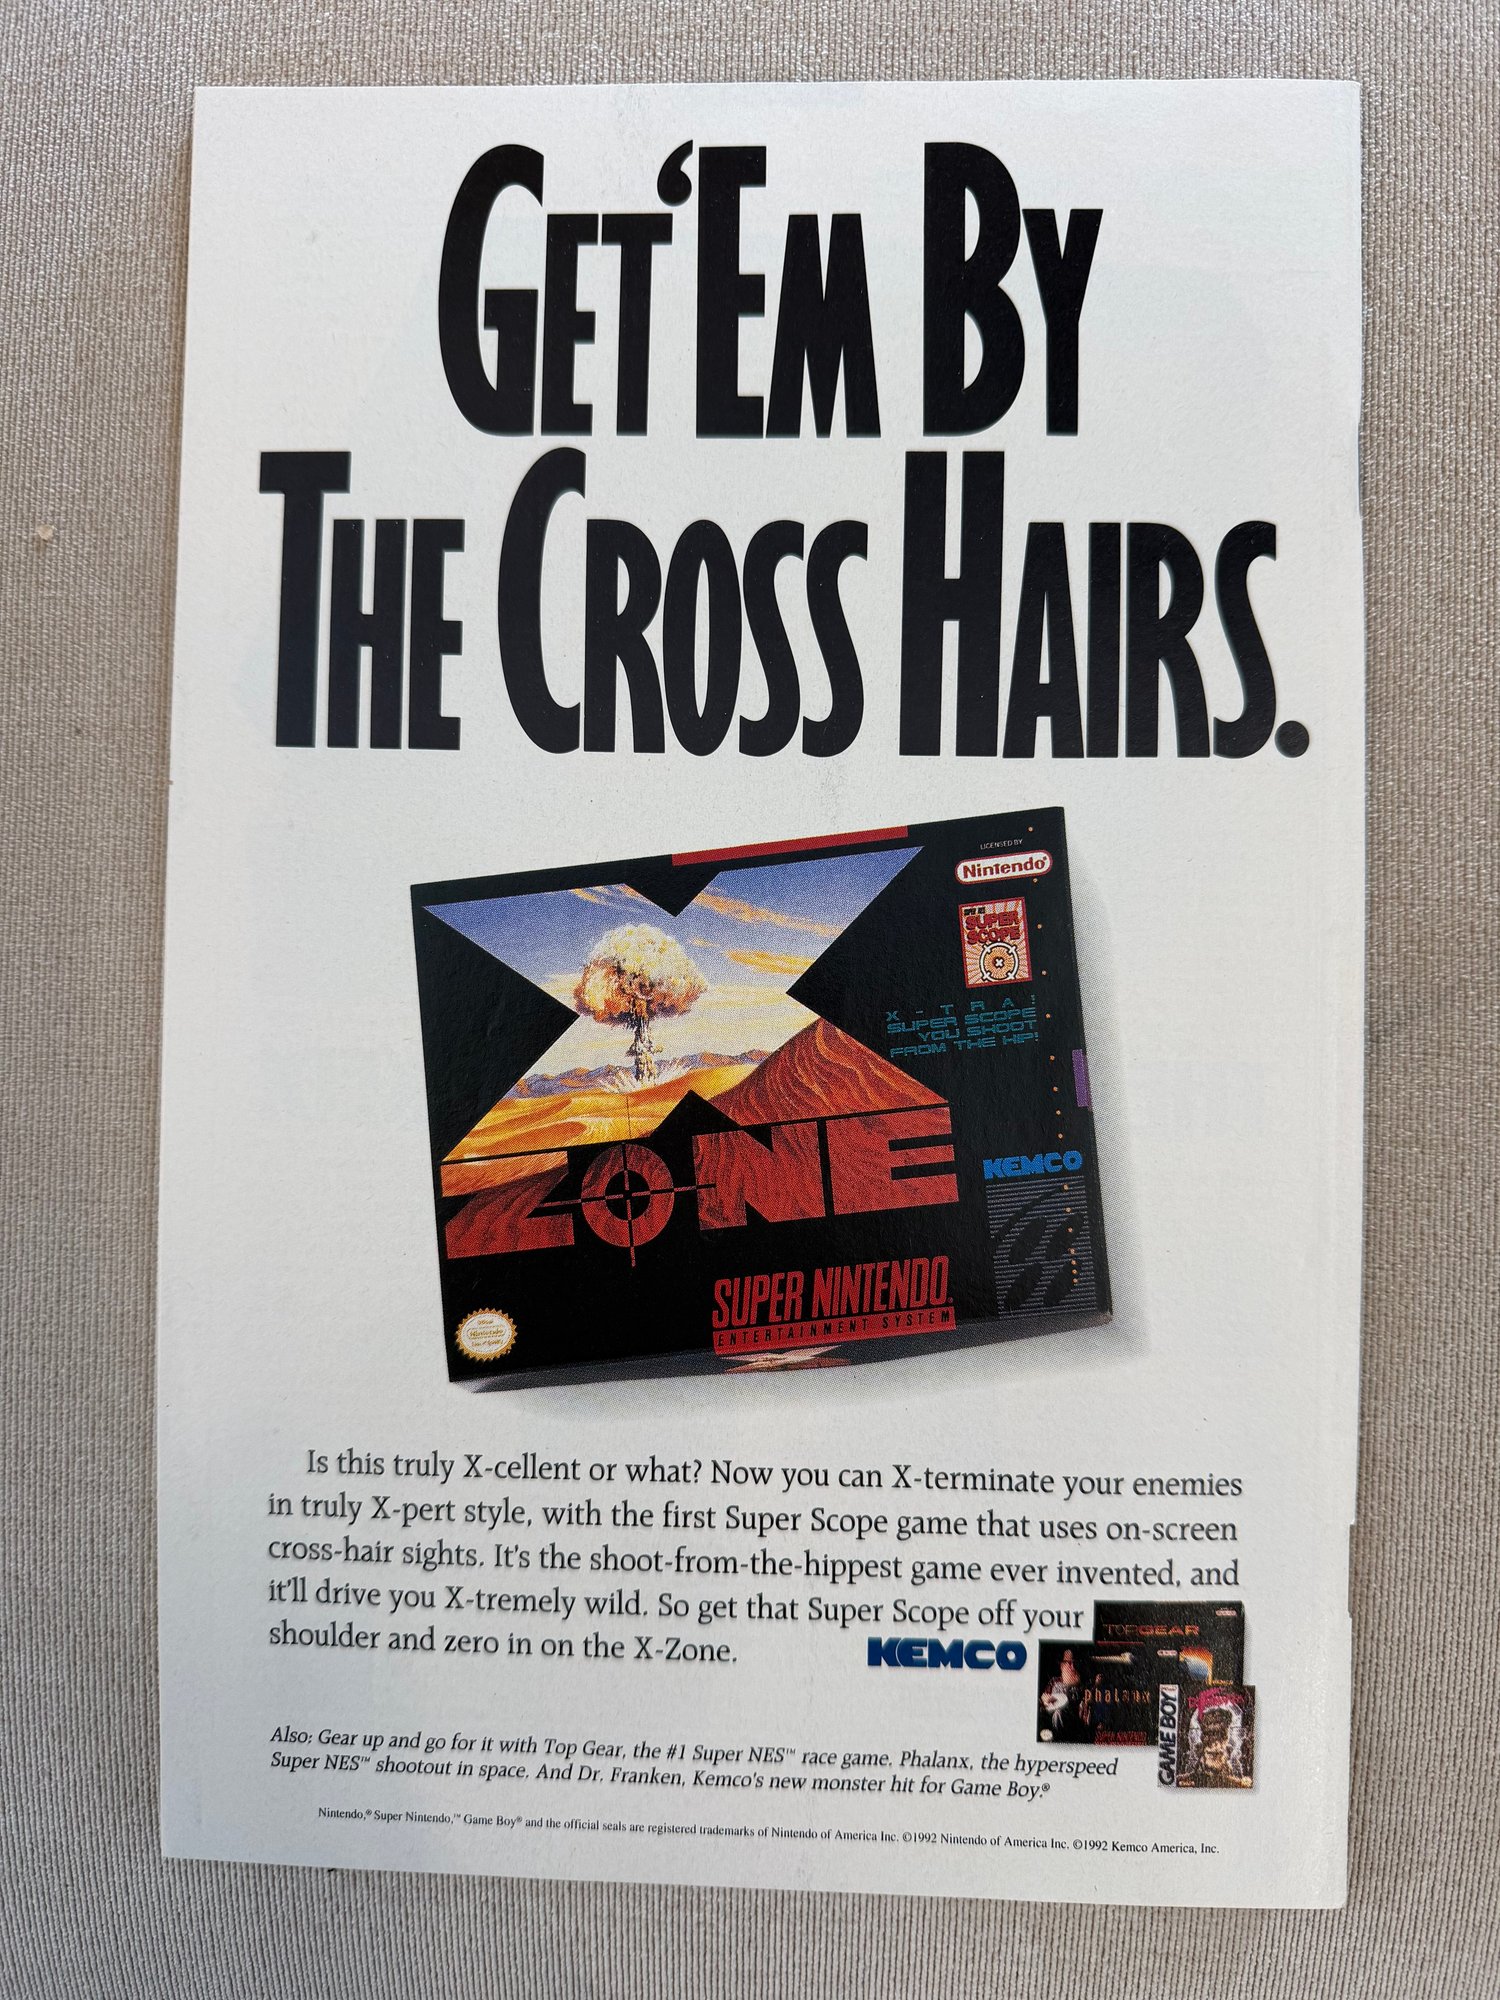 GET 'EM BY
THE CROSS HAIRS.
LICENSED BY
Nintendo®
SUPER
SCOPE
X-TRA!
SUPER SCOPE
YOU SHOOT
FROM THE HIP!
X
ZONE
KEMCO
SUPER NINTENDO
ENTERTAINMENT SYSTEM
Nintendo
Is this truly X-cellent or what? Now you can X-terminate your enemies
in truly X-pert style, with the first Super Scope game that uses on-screen
cross-hair sights. It's the shoot-from-the-hippest game ever invented, and
it'll drive you X-tremely wild. So get that Super Scope off your
shoulder and zero in on the X-Zone.
KEMCO
TOP GEAR
phalanx
GAME BOY
Also: Gear up and go for it with Top Gear, the #1 Super NES™ race game. Phalanx, the hyperspeed
Super NES™ shootout in space. And Dr. Franken, Kemco's new monster hit for Game Boy.®
Nintendo,® Super Nintendo,™ Game Boy® and the official seals are registered trademarks of Nintendo of America Inc. ©1992 Nintendo of America Inc. ©1992 Kemco America, Inc.